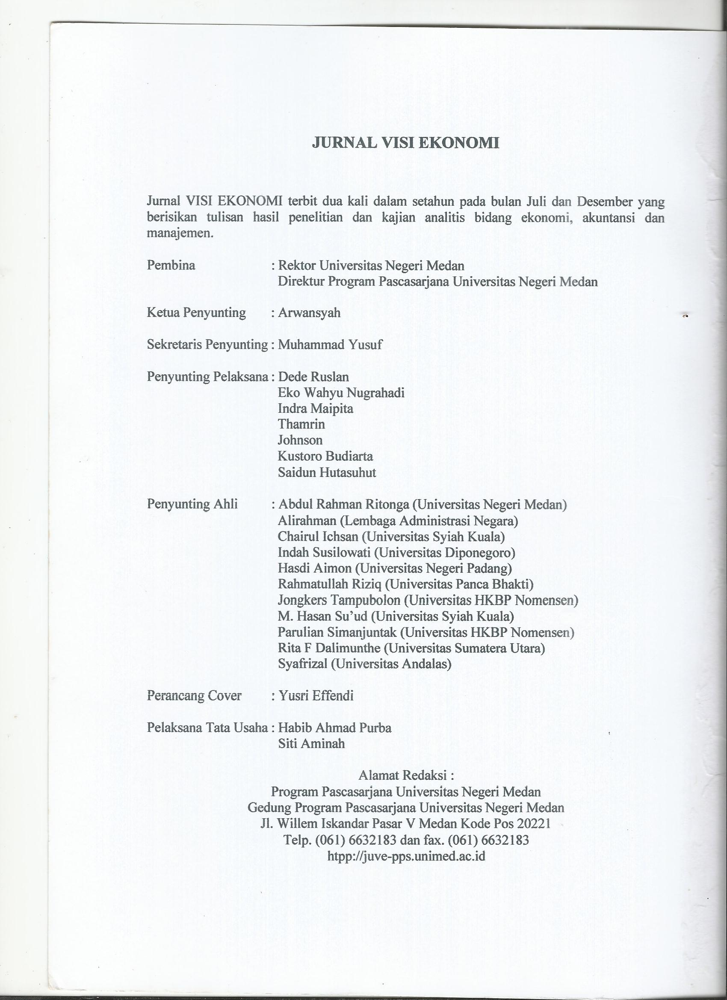 JURNAL VISI EKONOMI
Jurnal VISI EKONOMI terbit dua kali dalam setahun pada bulan Juli dan Desember yang
berisikan tulisan hasil penelitian dan kajian analitis bidang ekonomi, akuntansi dan
manajemen.
Pembina : Rektor Universitas Negeri Medan
Direktur Program Pascasarjana Universitas Negeri Medan
Ketua Penyunting : Arwansyah
Sekretaris Penyunting : Muhammad Yusuf
Penyunting Pelaksana : Dede Ruslan
Eko Wahyu Nugrahadi
Indra Maipita
Thamrin
Johnson
Kustoro Budiarta
Saidun Hutasuhut
Penyunting Ahli : Abdul Rahman Ritonga (Universitas Negeri Medan)
Alirahman (Lembaga Administrasi Negara)
Chairul Ichsan (Universitas Syiah Kuala)
Indah Susilowati (Universitas Diponegoro)
Hasdi Aimon (Universitas Negeri Padang)
Rahmatullah Riziq (Universitas Panca Bhakti)
Jongkers Tampubolon (Universitas HKBP Nomensen)
M. Hasan Su’ud (Universitas Syiah Kuala)
Parulian Simanjuntak (Universitas HKBP Nomensen)
Rita F Dalimunthe (Universitas Sumatera Utara)
Syafrizal (Universitas Andalas)
Perancang Cover : Yusri Effendi
Pelaksana Tata Usaha : Habib Ahmad Purba
Siti Aminah
Alamat Redaksi :
Program Pascasarjana Universitas Negeri Medan
Gedung Program Pascasarjana Universitas Negeri Medan
Jl. Willem Iskandar Pasar V Medan Kode Pos 20221
Telp. (061) 6632183 dan fax. (061) 6632183
htpp://juve-pps.unimed.ac.id